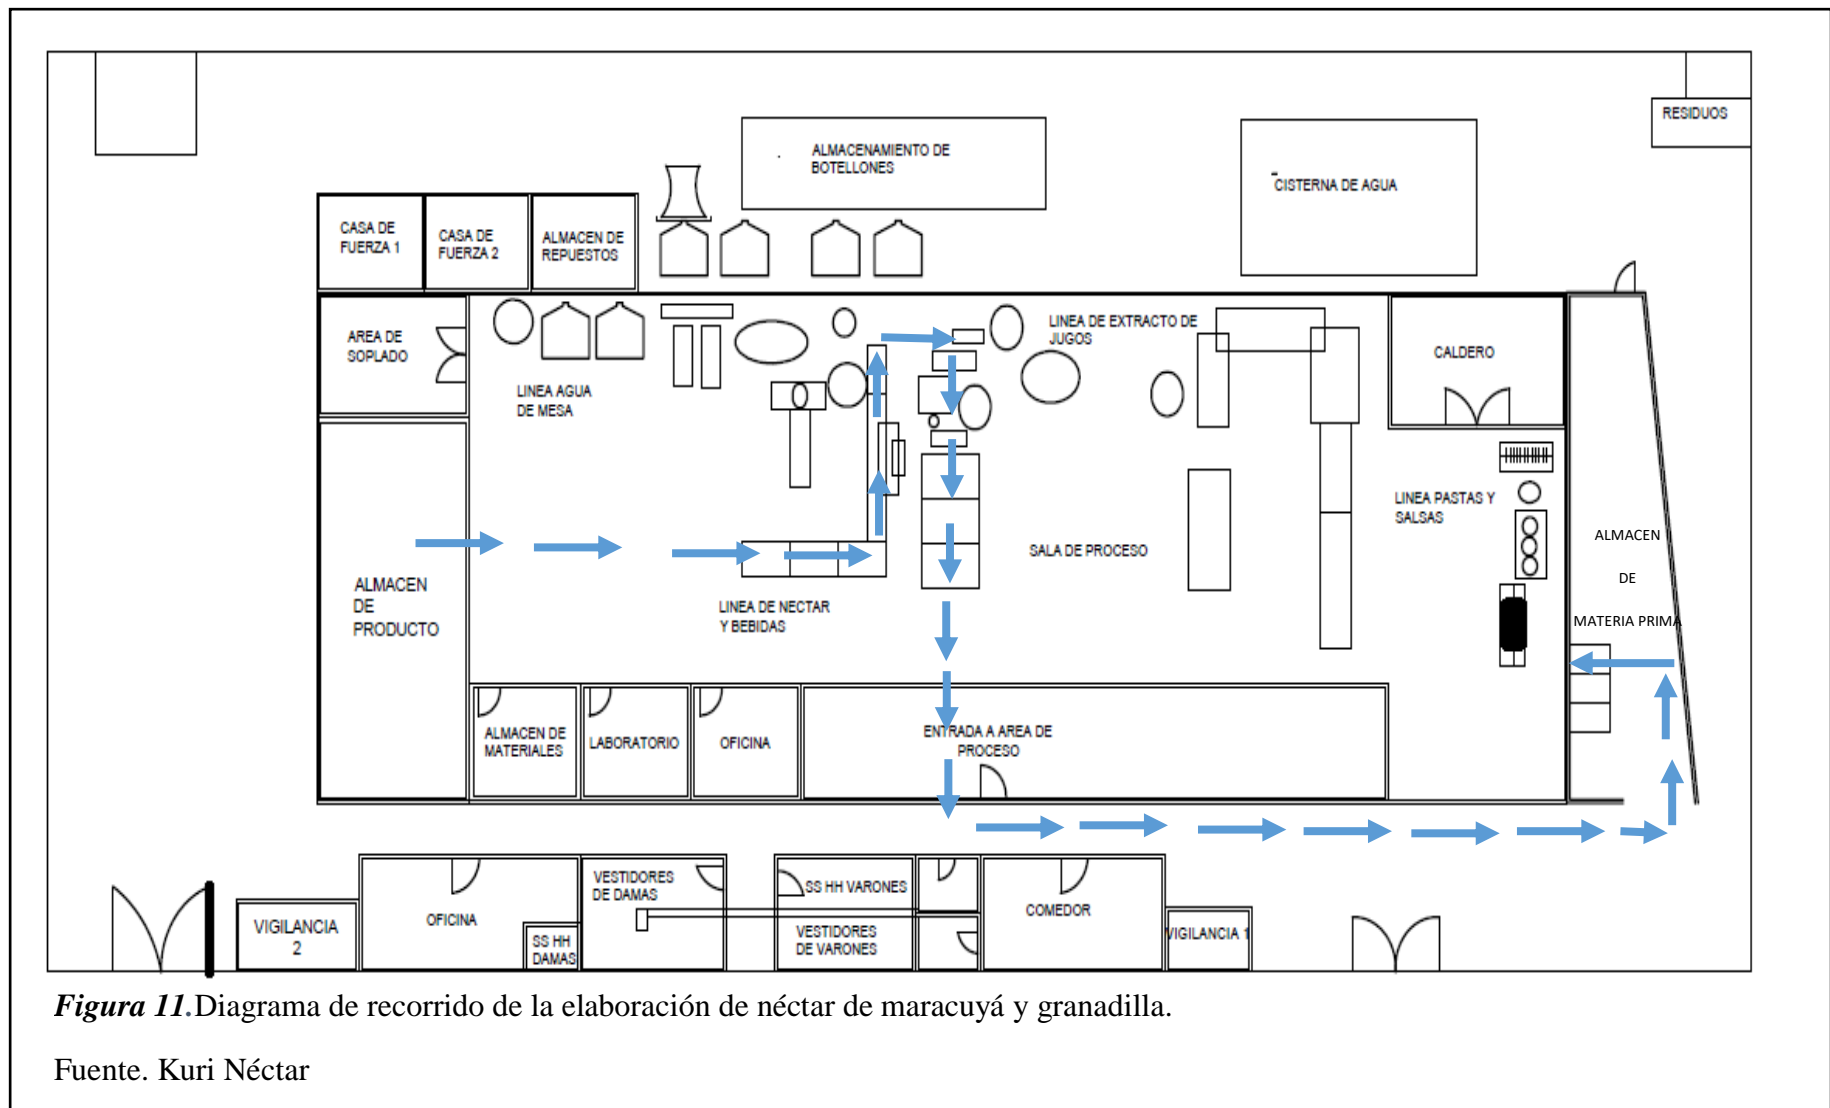 RESIDUOS
ALMACENAMIENTO DE
BOTELLONES
CISTERNA DE AGUA
CASA DE
FUERZA 1
CASA DE
FUERZA 2
ALMACEN DE
REPUESTOS
AREA DE
SOPLADO
LINEA AGUA
DE MESA
LINEA DE EXTRACTO DE
JUGOS
CALDERO
LINEA PASTAS Y
SALSAS
ALMACEN
DE
MATERIA PRIMA
SALA DE PROCESO
ALMACEN
DE
PRODUCTO
LINEA DE NECTAR
Y BEBIDAS
ALMACEN DE
MATERIALES
LABORATORIO
OFICINA
ENTRADA A AREA DE
PROCESO
VIGILANCIA
2
OFICINA
SS HH
DAMAS
VESTIDORES
DE DAMAS
SS HH VARONES
VESTIDORES
DE VARONES
COMEDOR
VIGILANCIA 1
Figura 11.Diagrama de recorrido de la elaboración de néctar de maracuyá y granadilla.
Fuente. Kuri Néctar